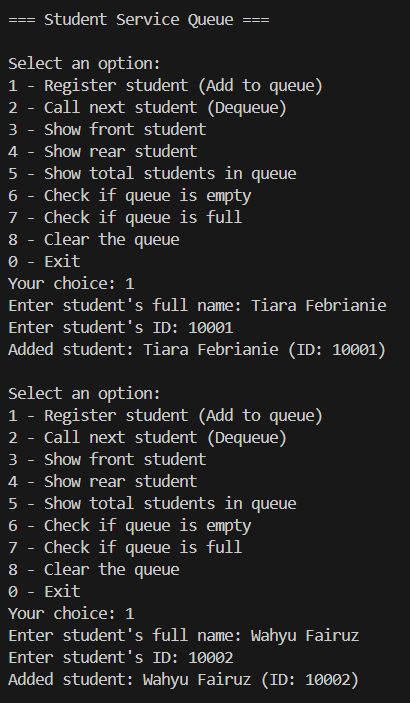 === Student Service Queue ===
Select an option:
1 - Register student (Add to queue)
2 - Call next student (Dequeue)
3 - Show front student
4 - Show rear student
5 - Show total students in queue
6 - Check if queue is empty
7 - Check if queue is full
8 - Clear the queue
0 - Exit
Your choice: 1
Enter student's full name: Tiara Febrianie
Enter student's ID: 10001
Added student: Tiara Febrianie (ID: 10001)
Select an option:
1 - Register student (Add to queue)
2 - Call next student (Dequeue)
3 - Show front student
4 - Show rear student
5 - Show total students in queue
6 - Check if queue is empty
7 - Check if queue is full
8 - Clear the queue
0 - Exit
Your choice: 1
Enter student's full name: Wahyu Fairuz
Enter student's ID: 10002
Added student: Wahyu Fairuz (ID: 10002)